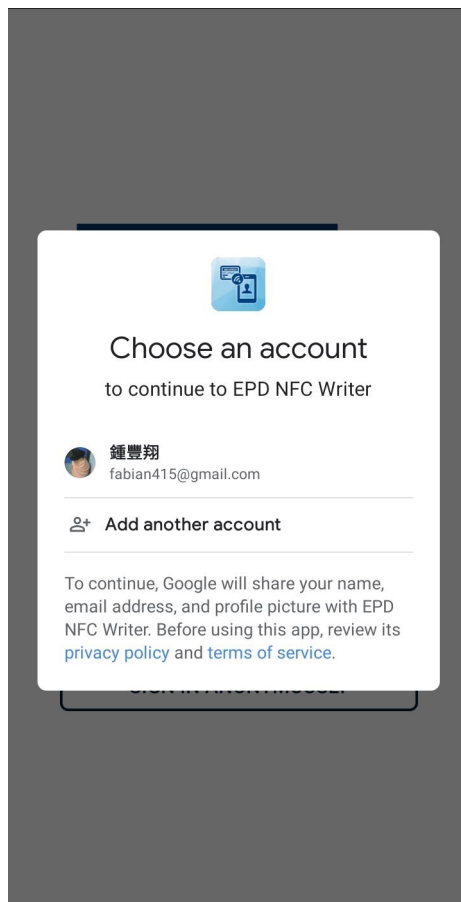 Choose an account
to continue to EPD NFC Writer
鍾豐翔
fabian415@gmail.com
Add another account
To continue, Google will share your name,
email address, and profile picture with EPD
NFC Writer. Before using this app, review its
privacy policy and terms of service.